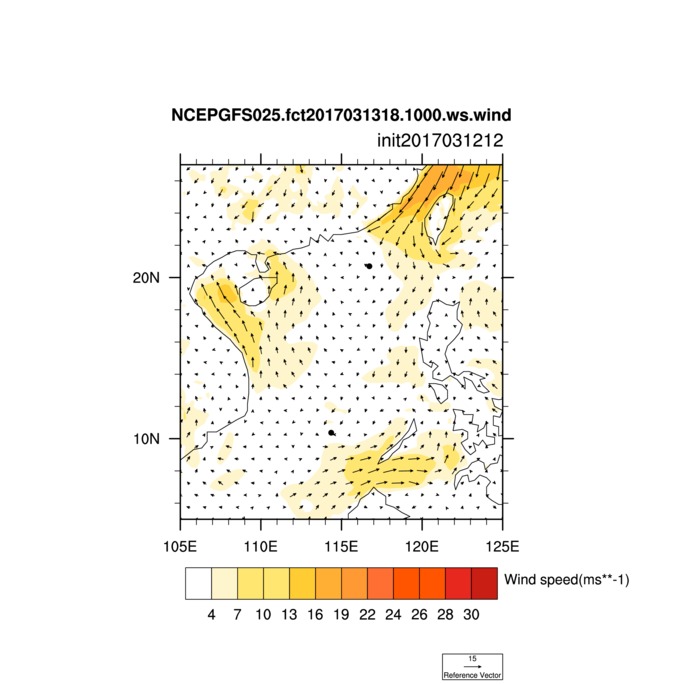 NCEPGFS025.fct2017031318.1000.ws.wind
init2017031212
20N
10N
105E 110E 115E 120E 125E
4 7 10 13 16 19 22 24 26 28 30
Wind speed(ms**-1)
15
Reference Vector